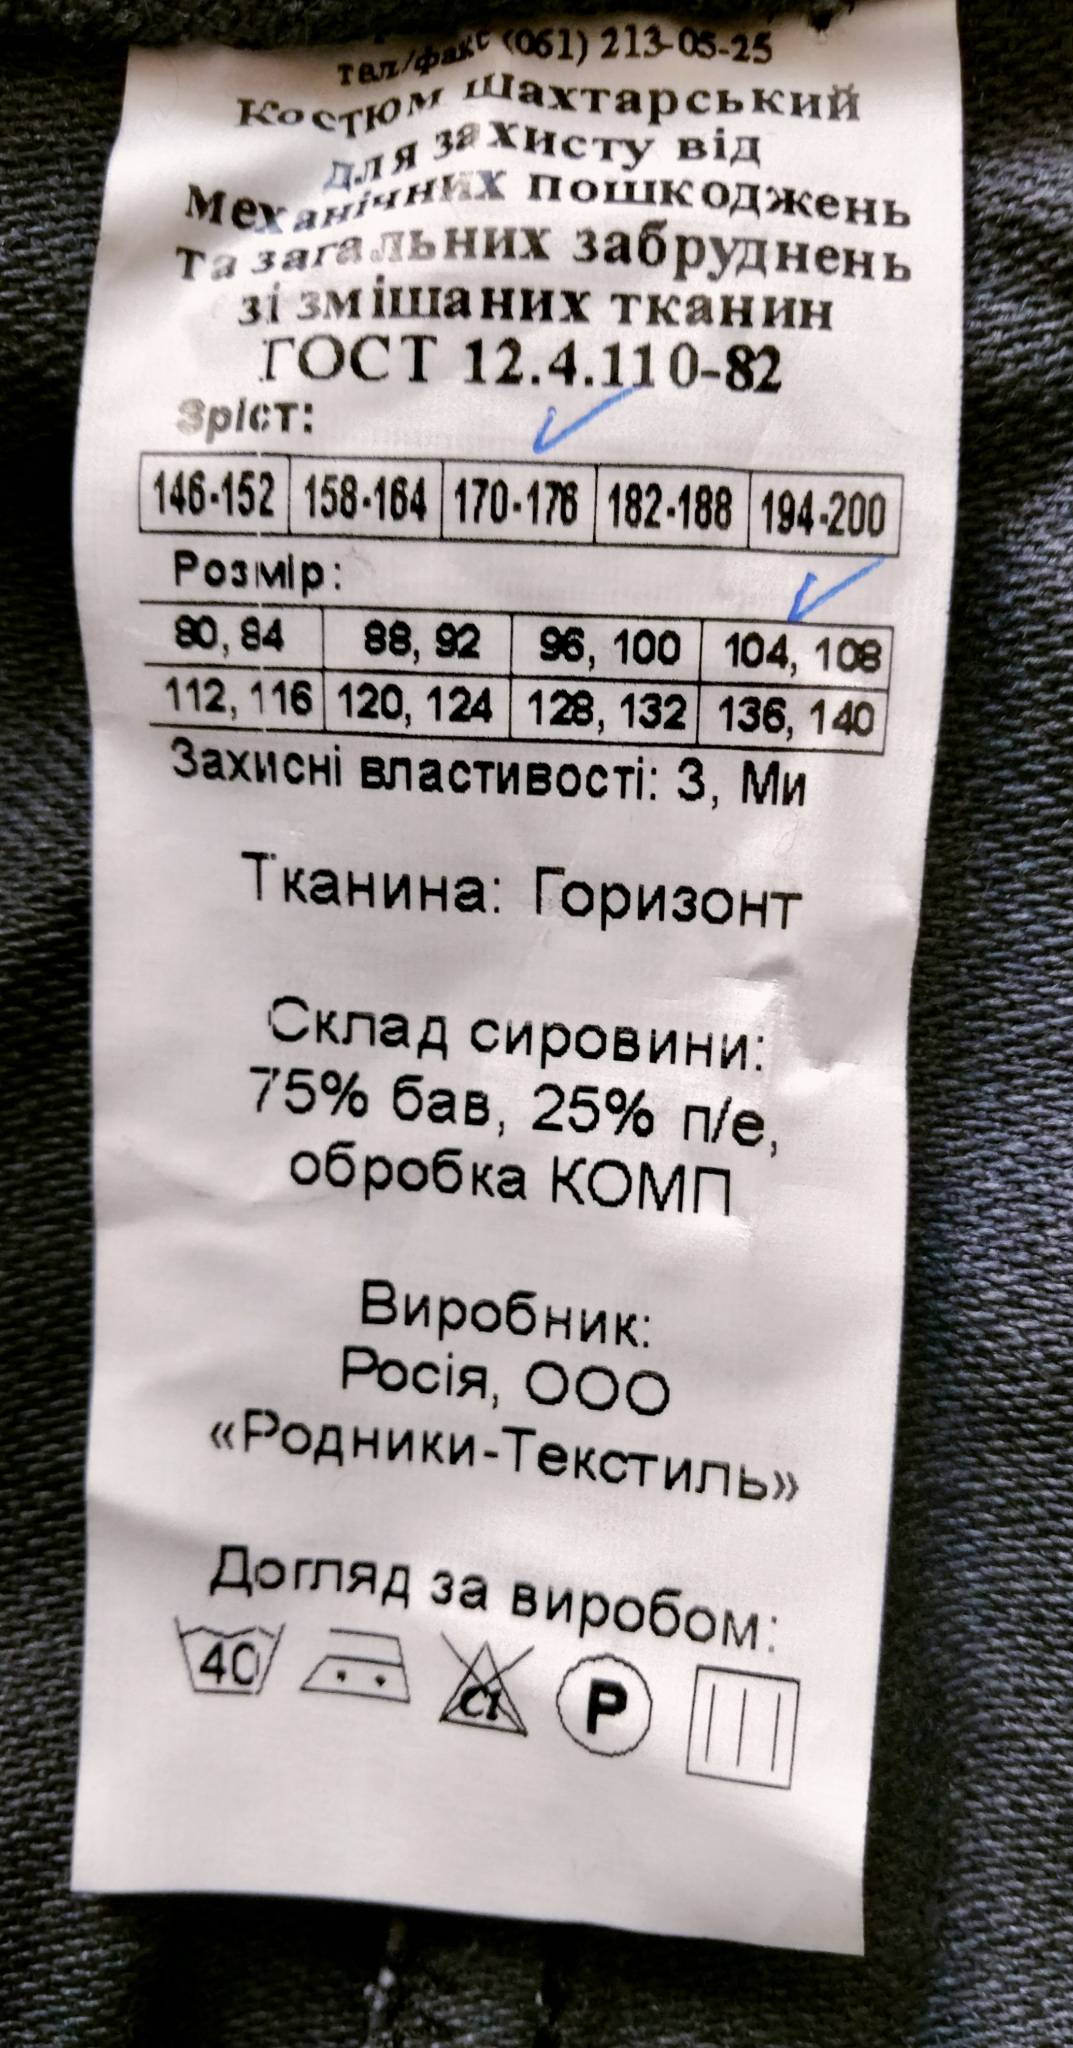 тел/факс (061) 213-05-25
Костюм Шахтарський
для захисту від
механічних пошкоджень
та загальних забруднень
зі змішаних тканин
ГОСТ 12.4.110-82
Зріст:
146-152 158-164 170-176 182-188 194-200
Розмір:
80, 84 88, 92 96, 100 104, 108
112, 116 120, 124 128, 132 136, 140
Захисні властивості: З, Ми
Тканина: Горизонт
Склад сировини:
75% бав, 25% п/е,
обробка КОМП
Виробник:
Росія, ООО
«Родники-Текстиль»
Догляд за виробом:
40 Cl P